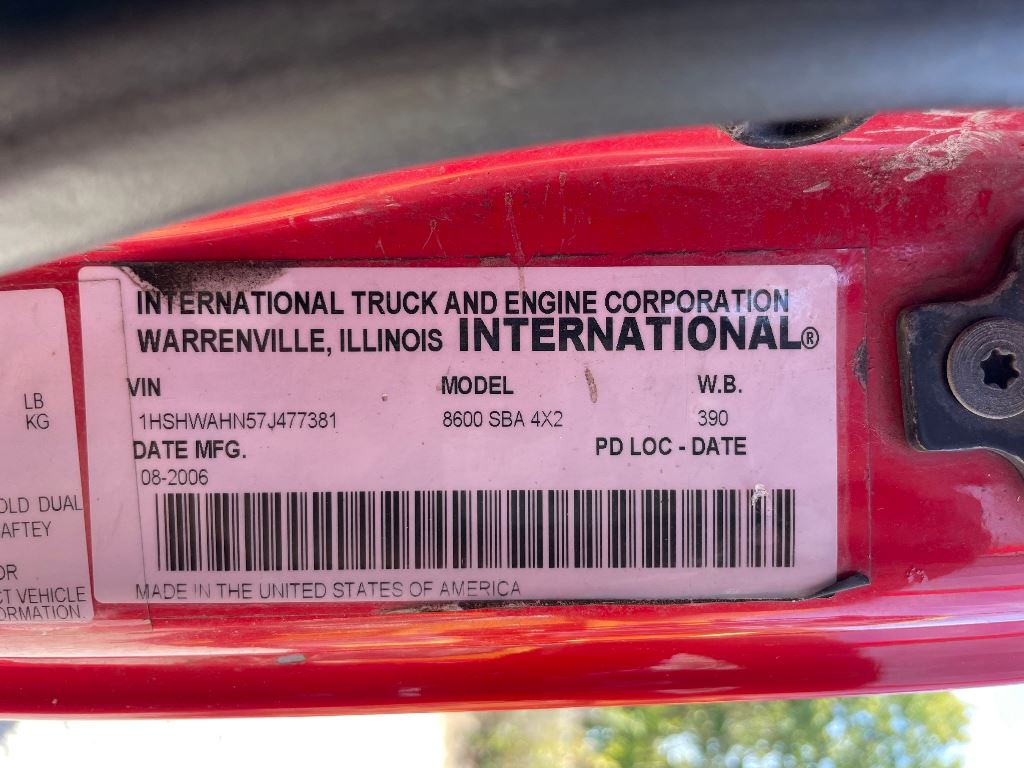 INTERNATIONAL TRUCK AND ENGINE CORPORATION
WARRENVILLE, ILLINOIS INTERNATIONAL®
VIN MODEL W.B.
1HSHWAHN57J477381 8600 SBA 4X2 390
DATE MFG. PD LOC - DATE
08-2006
MADE IN THE UNITED STATES OF AMERICA
LB
KG
OLD DUAL
AFTEY
OR
CT VEHICLE
ORMATION.